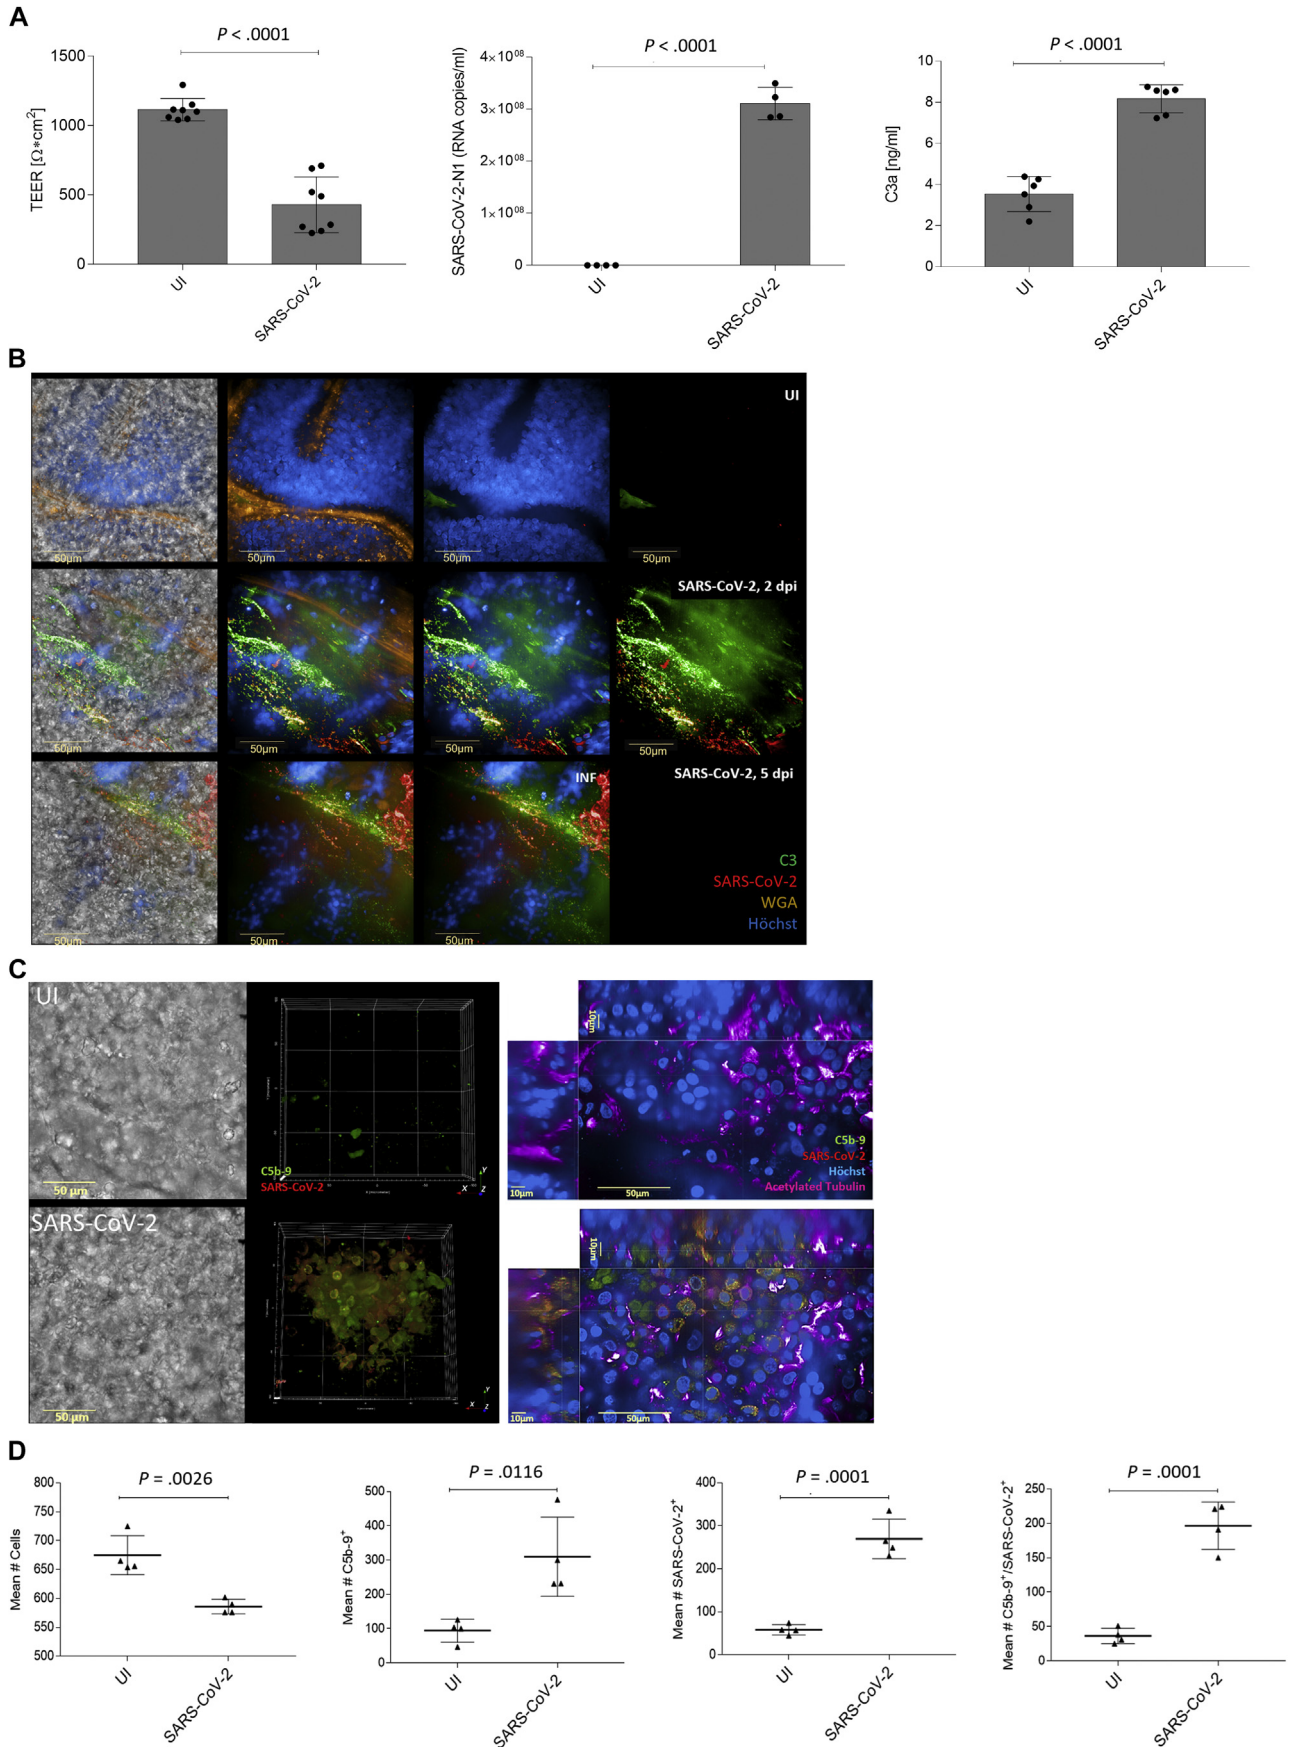 A
P < .0001
P < .0001
P < .0001
1500
1000
500
0
TEER [Ω*cm²]
UI
SARS-CoV-2
4×10⁰⁸
3×10⁰⁸
2×10⁰⁸
1×10⁰⁸
0
SARS-CoV-2-N1 (RNA copies/ml)
UI
SARS-CoV-2
10
8
6
4
2
0
C3a [ng/ml]
UI
SARS-CoV-2
B
UI
50µm
50µm
50µm
50µm
SARS-CoV-2, 2 dpi
50µm
50µm
50µm
50µm
INF
SARS-CoV-2, 5 dpi
C3
SARS-CoV-2
WGA
Höchst
50µm
50µm
50µm
C
UI
50 µm
C5b-9
SARS-CoV-2
Y
X
Z
10µm
C5b-9
SARS-CoV-2
Höchst
Acetylated Tubulin
10µm
50µm
SARS-CoV-2
50 µm
Y
X
Z
10µm
10µm
50µm
D
P = .0026
P = .0116
P = .0001
P = .0001
800
750
700
650
600
550
500
Mean # Cells
UI
SARS-CoV-2
500
400
300
200
100
0
Mean # C5b-9⁺
UI
SARS-CoV-2
400
300
200
100
0
Mean # SARS-CoV-2⁺
UI
SARS-CoV-2
250
200
150
100
50
0
Mean # C5b-9⁺/SARS-CoV-2⁺
UI
SARS-CoV-2